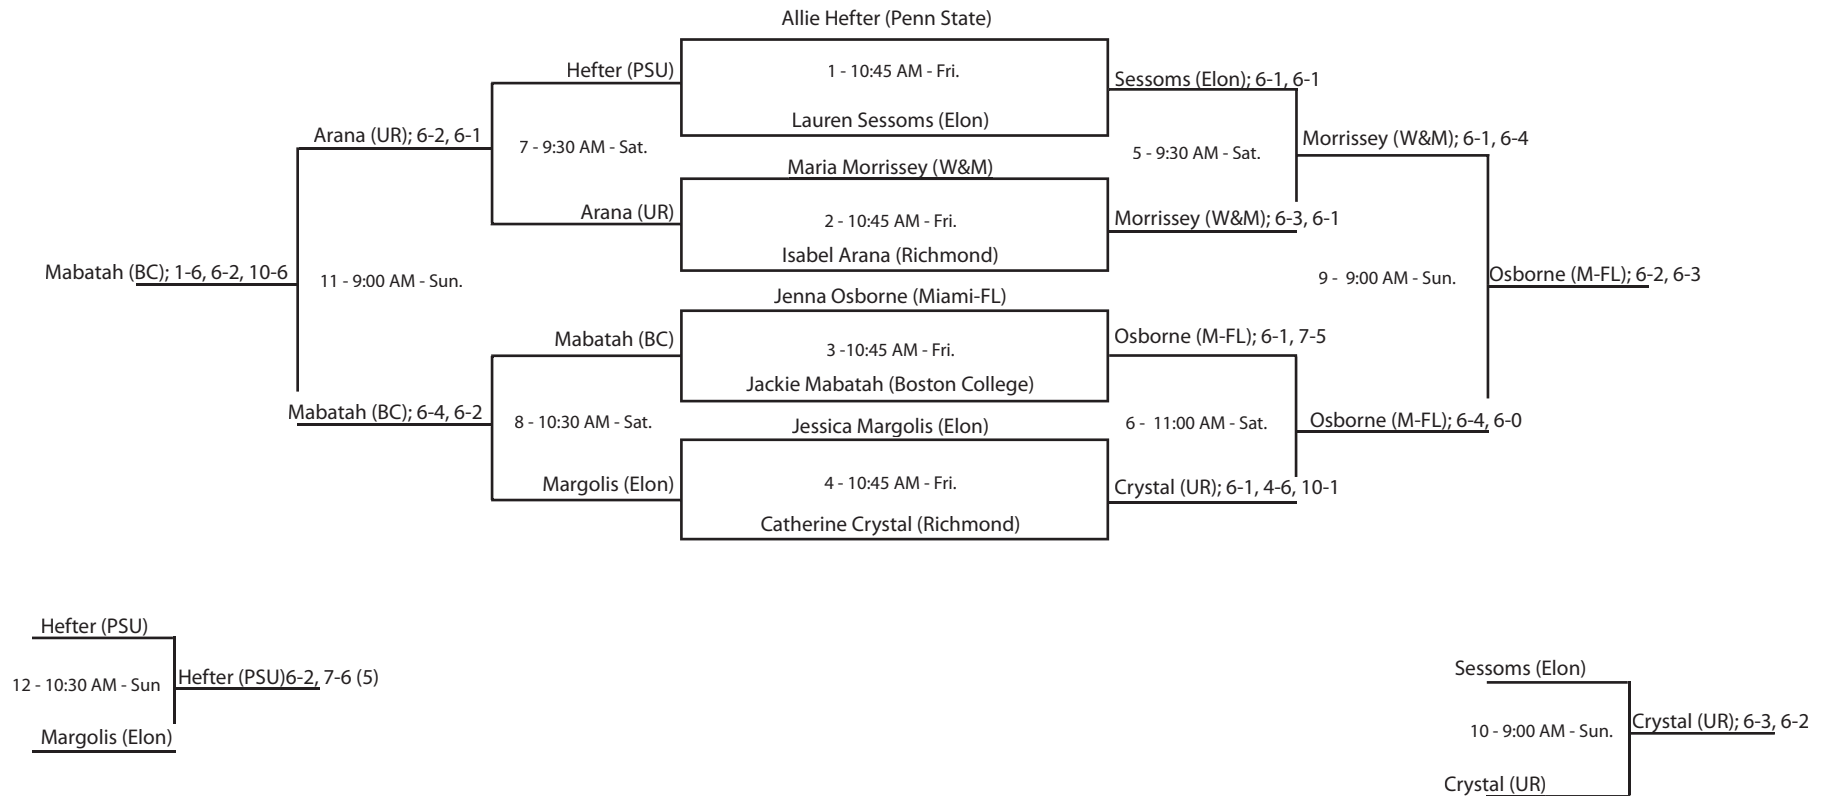 Allie Hefter (Penn State)
Hefter (PSU)
1 - 10:45 AM - Fri.
Sessoms (Elon); 6-1, 6-1
Lauren Sessoms (Elon)
Arana (UR); 6-2, 6-1
7 - 9:30 AM - Sat.
5 - 9:30 AM - Sat.
Morrissey (W&M); 6-1, 6-4
Maria Morrissey (W&M)
Arana (UR)
2 - 10:45 AM - Fri.
Morrissey (W&M); 6-3, 6-1
Isabel Arana (Richmond)
Mabatah (BC); 1-6, 6-2, 10-6
11 - 9:00 AM - Sun.
9 -  9:00 AM - Sun.
Osborne (M-FL); 6-2, 6-3
Jenna Osborne (Miami-FL)
Mabatah (BC)
3 -10:45 AM - Fri.
Osborne (M-FL); 6-1, 7-5
Jackie Mabatah (Boston College)
Mabatah (BC); 6-4, 6-2
8 - 10:30 AM - Sat.
6 -  11:00 AM - Sat.
Osborne (M-FL); 6-4, 6-0
Jessica Margolis (Elon)
Margolis (Elon)
4 - 10:45 AM - Fri.
Crystal (UR); 6-1, 4-6, 10-1
Catherine Crystal (Richmond)
Hefter (PSU)
12 - 10:30 AM - Sun
Hefter (PSU)6-2, 7-6 (5)
Margolis (Elon)
Sessoms (Elon)
10 - 9:00 AM - Sun.
Crystal (UR); 6-3, 6-2
Crystal (UR)